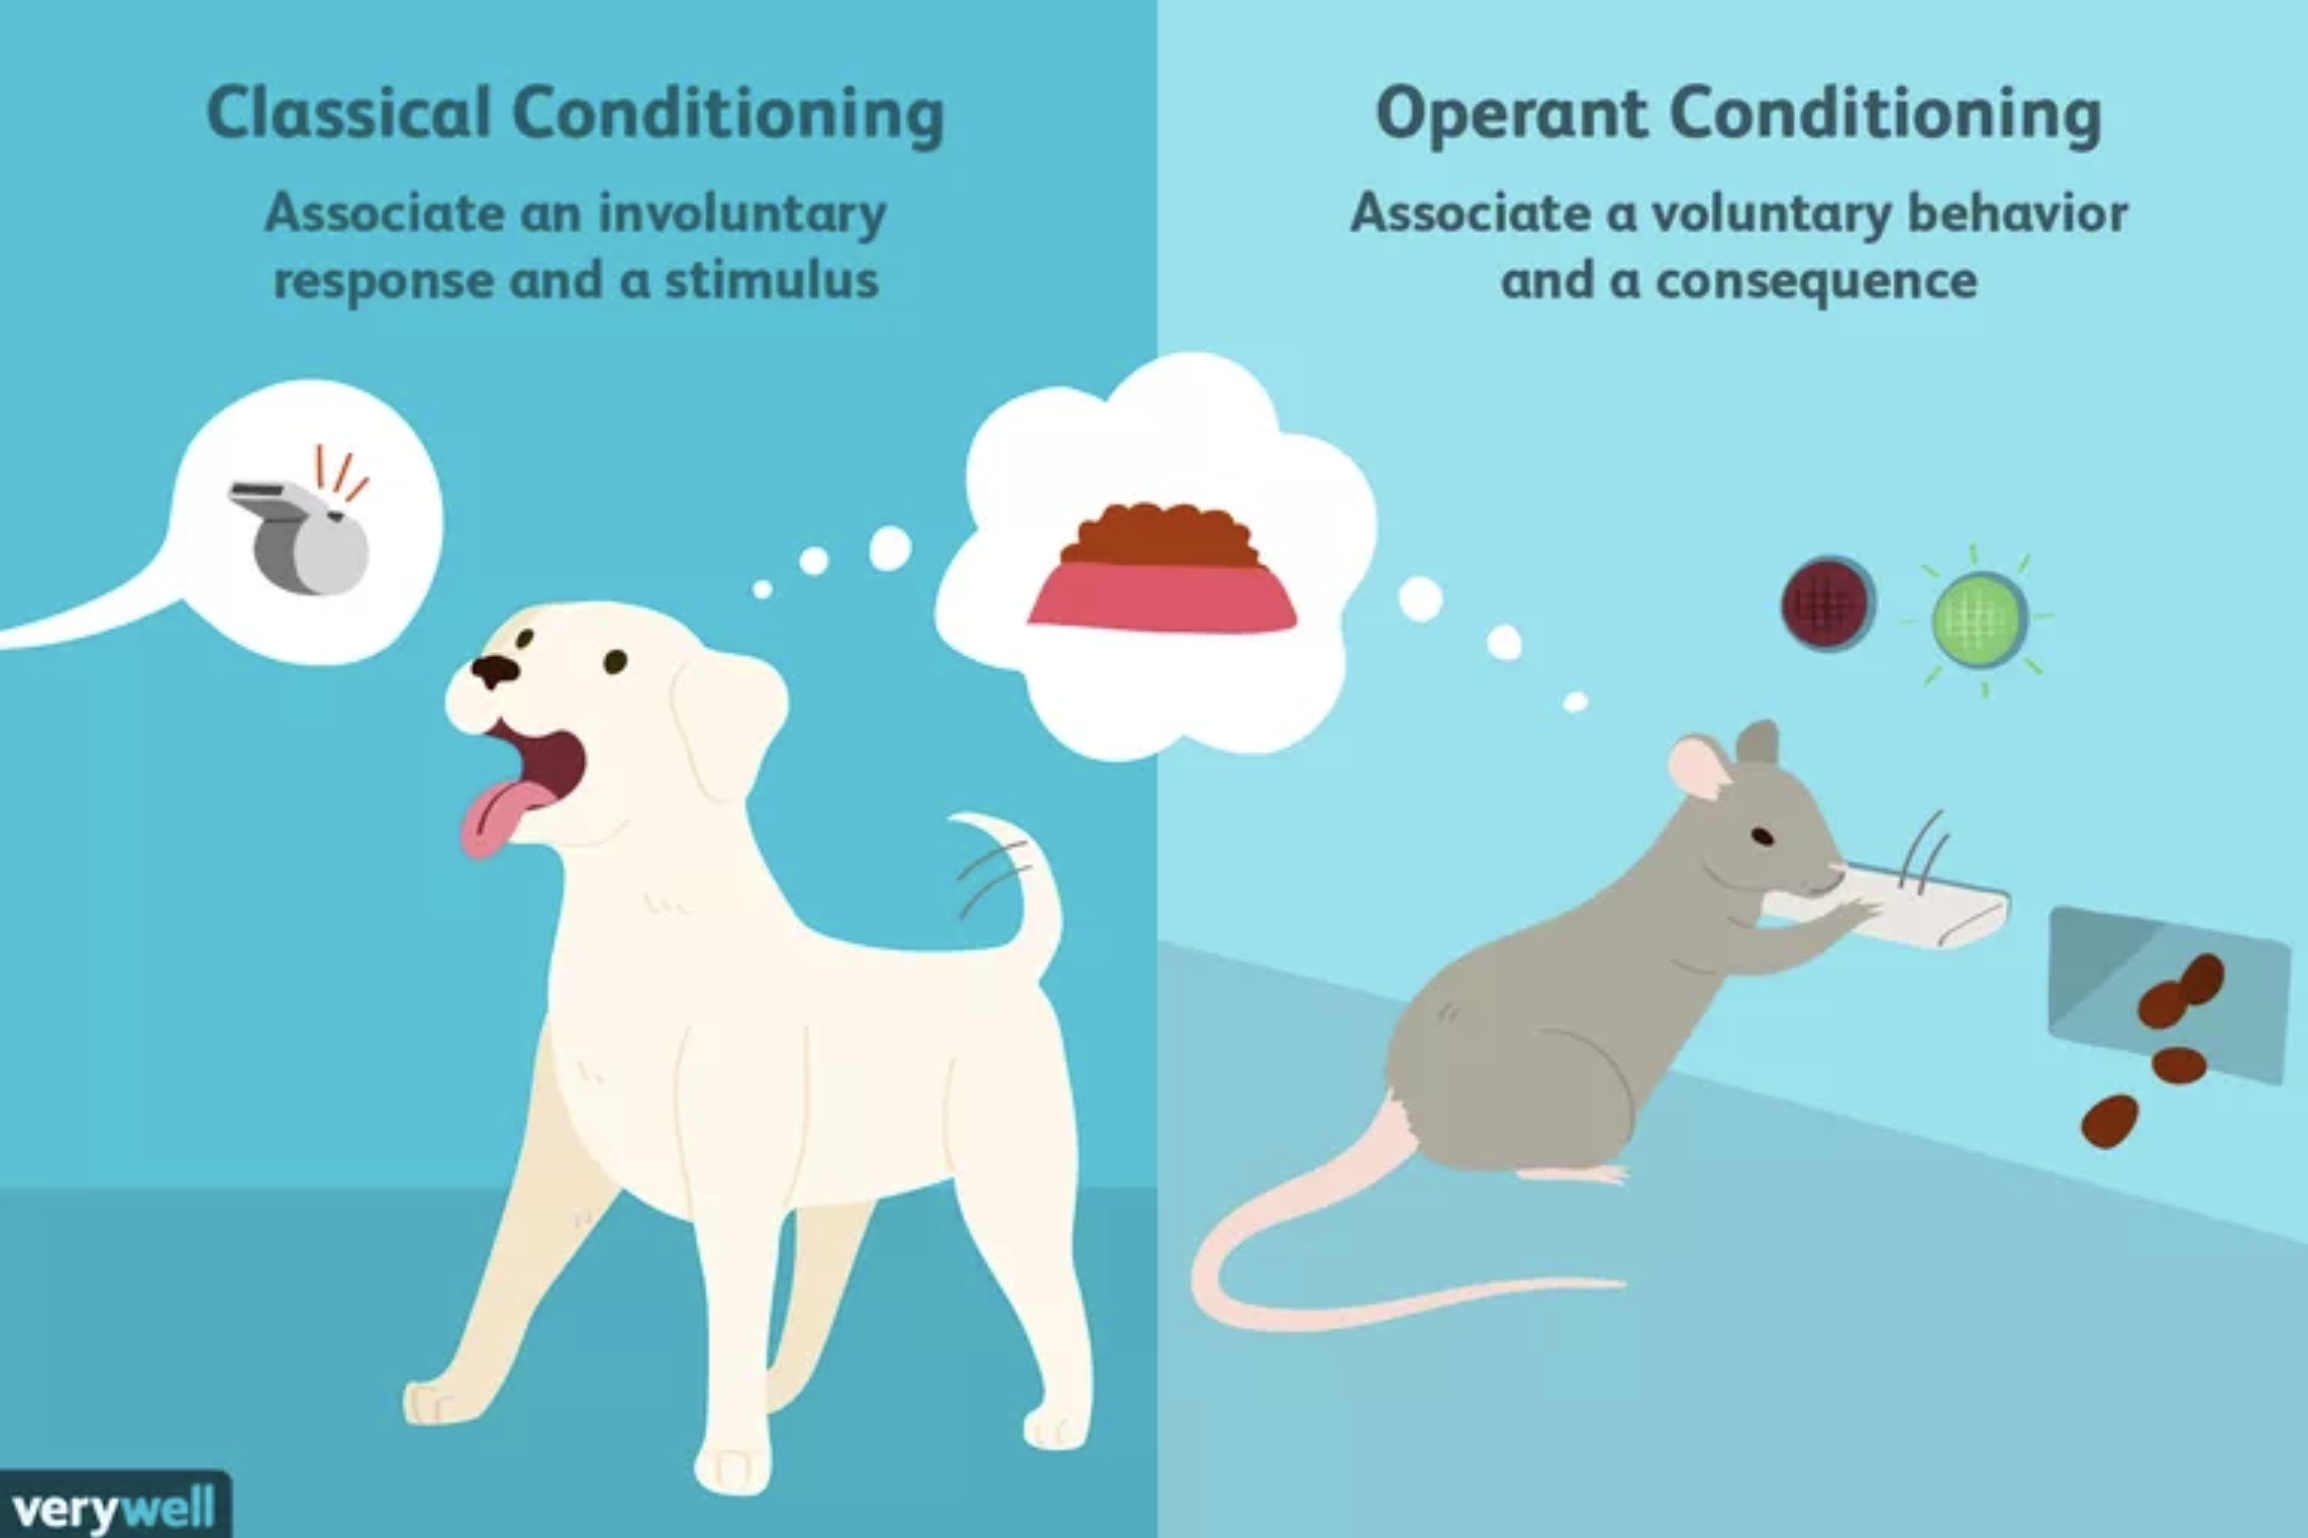 Classical Conditioning
Associate an involuntary
response and a stimulus
Operant Conditioning
Associate a voluntary behavior
and a consequence
verywell